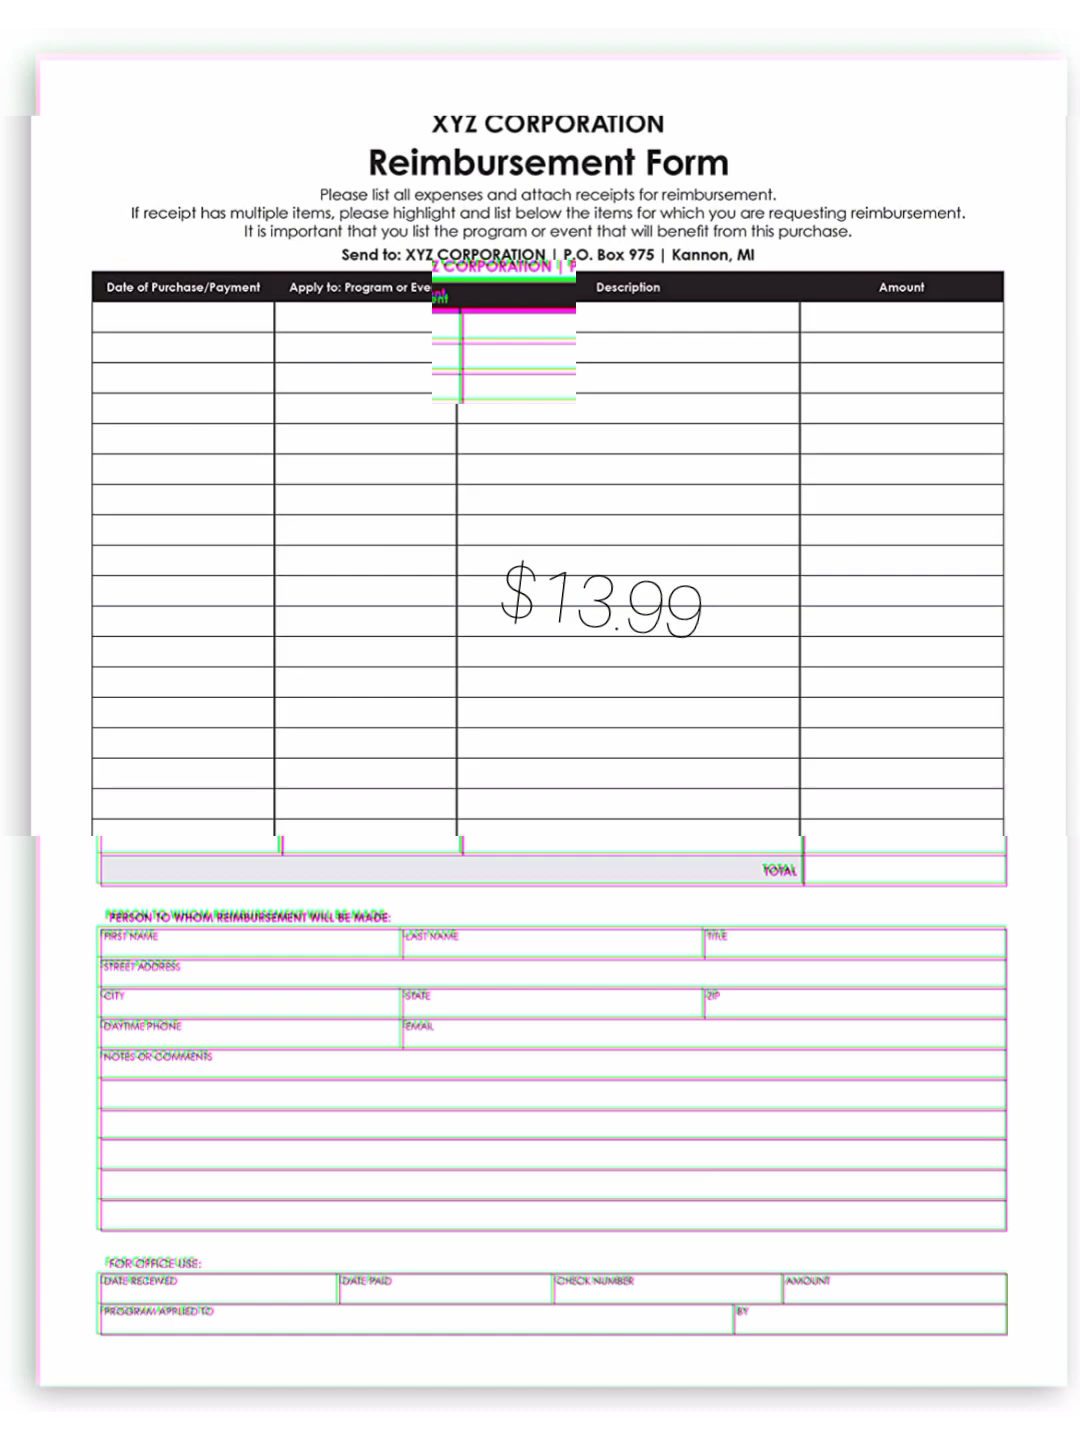 XYZ CORPORATION
Reimbursement Form
Please list all expenses and attach receipts for reimbursement.
If receipt has multiple items, please highlight and list below the items for which you are requesting reimbursement.
It is important that you list the program or event that will benefit from this purchase.
Send to: XYZ CORPORATION | P.O. Box 975 | Kannon, MI
Z CORPORATION | P
Date of Purchase/Payment Apply to: Program or Eve Description Amount
nt
$13.99
TOTAL
PERSON TO WHOM REIMBURSEMENT WILL BE MADE:
FIRST NAME LAST NAME TITLE
STREET ADDRESS
CITY STATE ZIP
DAYTIME PHONE EMAIL
NOTES OR COMMENTS
FOR OFFICE USE:
DATE RECEIVED DATE PAID CHECK NUMBER AMOUNT
PROGRAM APPLIED TO BY